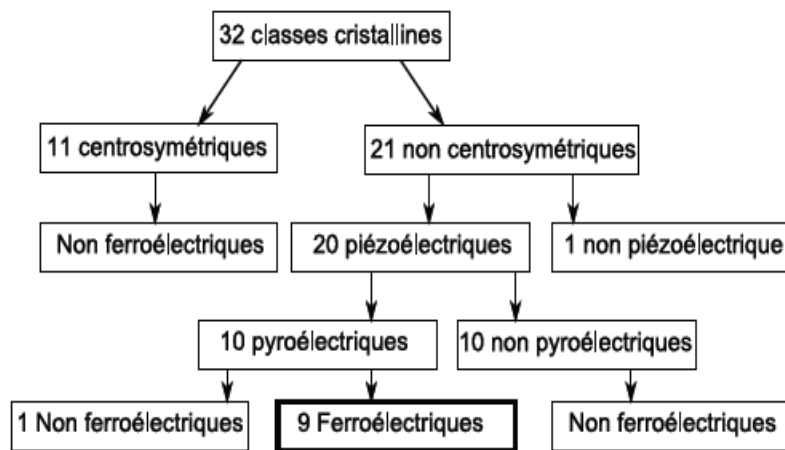 32 classes cristallines
11 centrosymétriques
21 non centrosymétriques
Non ferroélectriques
20 piézoélectriques
1 non piézoélectrique
10 pyroélectriques
10 non pyroélectriques
1 Non ferroélectriques
9 Ferroélectriques
Non ferroélectriques